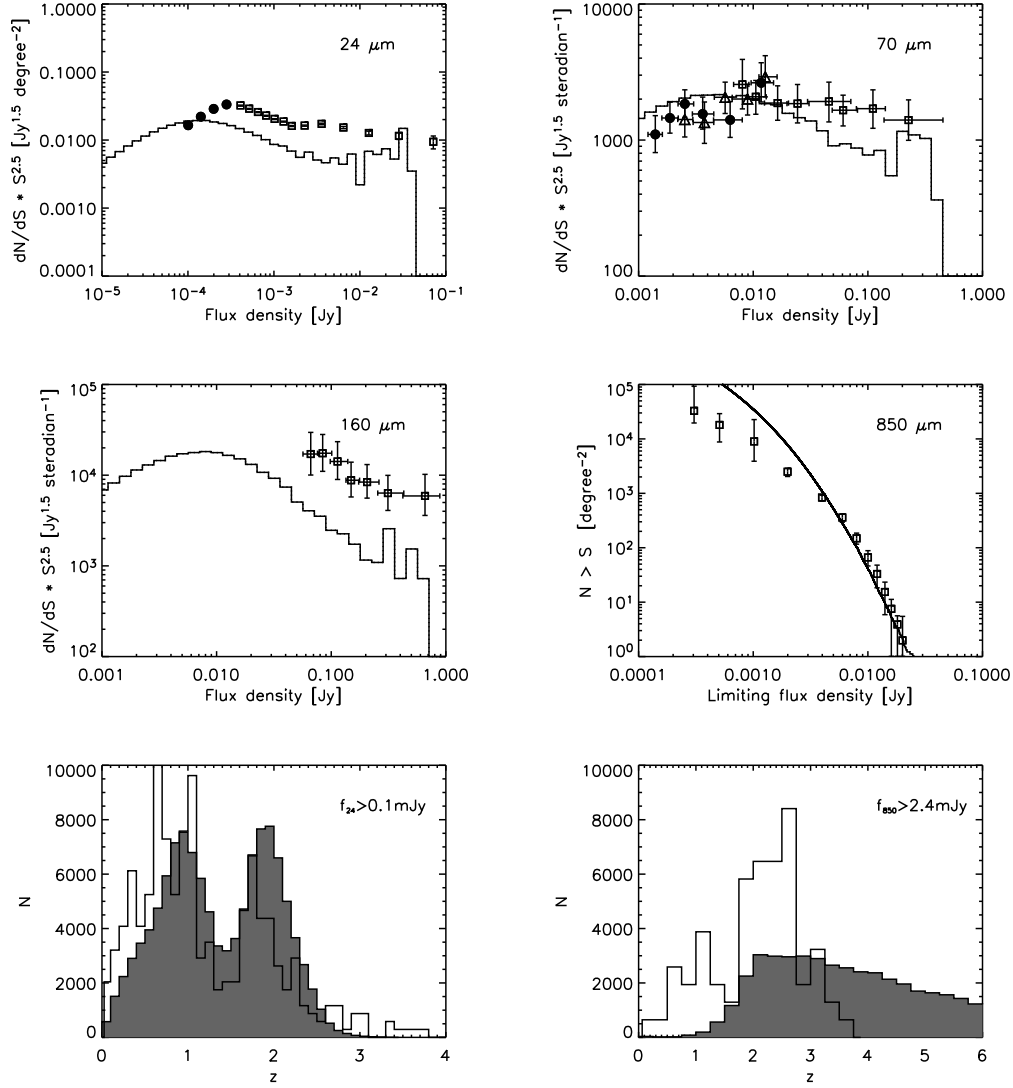 24 μm
dN/dS * S^2.5 [Jy^1.5 degree^-2]
1.0000
0.1000
0.0100
0.0010
0.0001
10^-5 10^-4 10^-3 10^-2 10^-1
Flux density [Jy]
70 μm
dN/dS * S^2.5 [Jy^1.5 steradian^-1]
10000
1000
100
0.001 0.010 0.100 1.000
Flux density [Jy]
160 μm
dN/dS * S^2.5 [Jy^1.5 steradian^-1]
10^5
10^4
10^3
10^2
0.001 0.010 0.100 1.000
Flux density [Jy]
850 μm
N > S [degree^-2]
10^5
10^4
10^3
10^2
10^1
10^0
0.0001 0.0010 0.0100 0.1000
Limiting flux density [Jy]
f_24>0.1mJy
N
10000
8000
6000
4000
2000
0
0 1 2 3 4
z
f_850>2.4mJy
N
10000
8000
6000
4000
2000
0
0 1 2 3 4 5 6
z